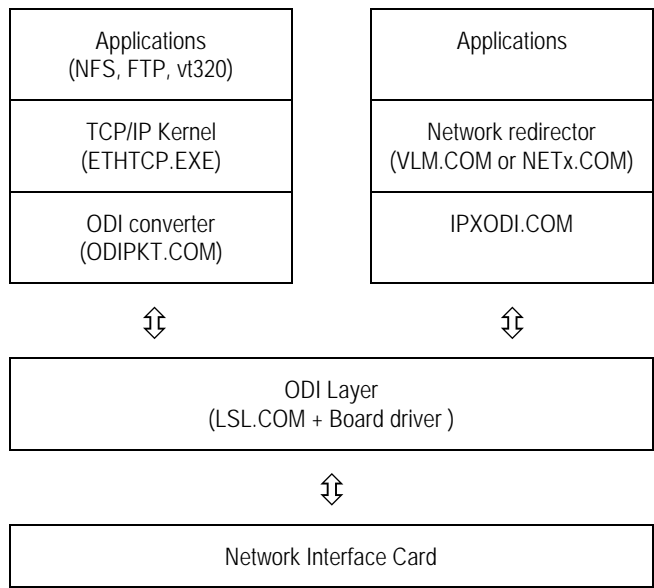 Applications
(NFS, FTP, vt320)
TCP/IP Kernel
(ETHTCP.EXE)
ODI converter
(ODIPKT.COM)
Applications
Network redirector
(VLM.COM or NETx.COM)
IPXODI.COM
ODI Layer
(LSL.COM + Board driver )
Network Interface Card